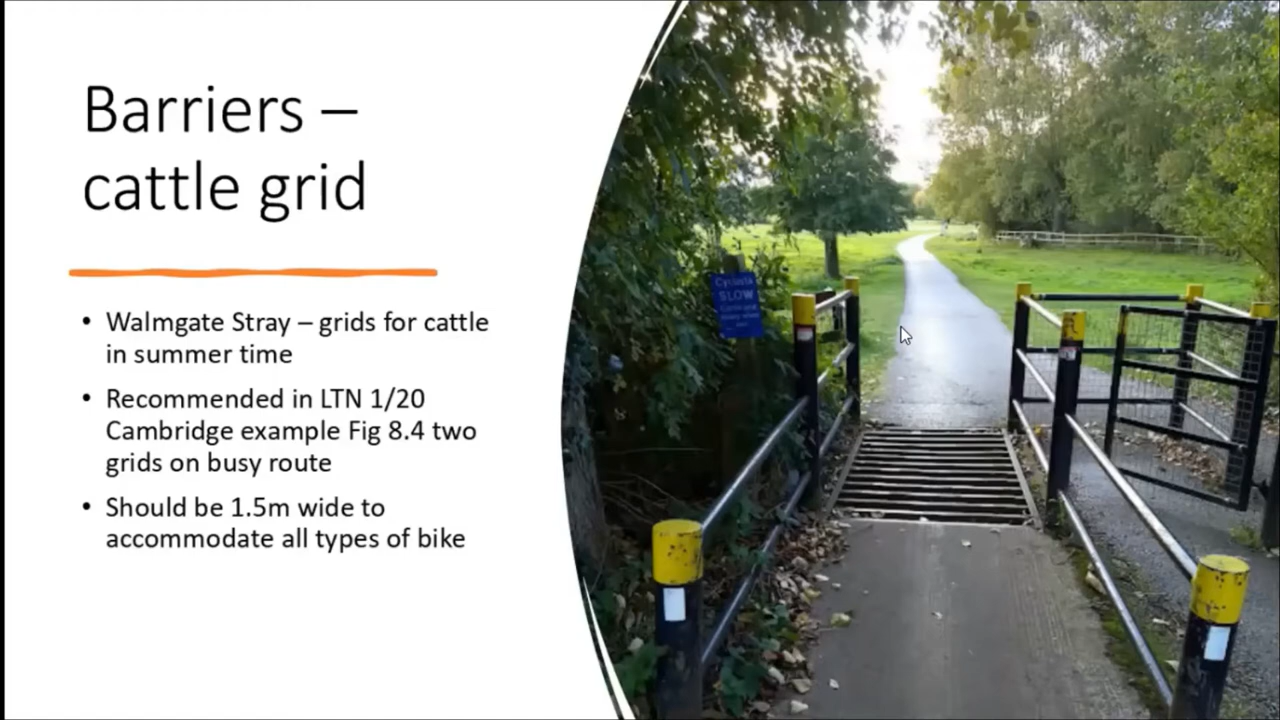 Barriers –
cattle grid
• Walmgate Stray – grids for cattle
in summer time
• Recommended in LTN 1/20
Cambridge example Fig 8.4 two
grids on busy route
• Should be 1.5m wide to
accommodate all types of bike
Cyclists
SLOW